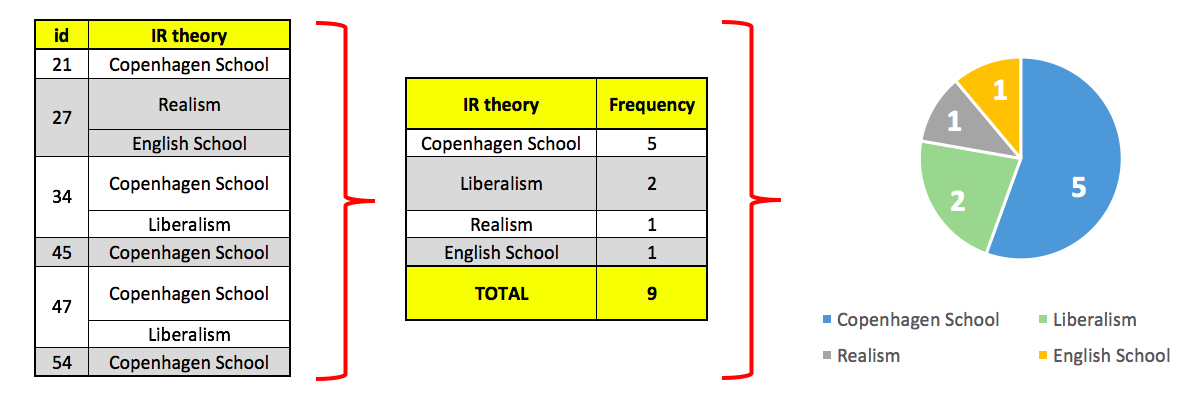 id IR theory
21 Copenhagen School
27 Realism
English School
34 Copenhagen School
Liberalism
45 Copenhagen School
47 Copenhagen School
Liberalism
54 Copenhagen School
IR theory Frequency
Copenhagen School 5
Liberalism 2
Realism 1
English School 1
TOTAL 9
1
1
2
5
Copenhagen School Liberalism
Realism English School